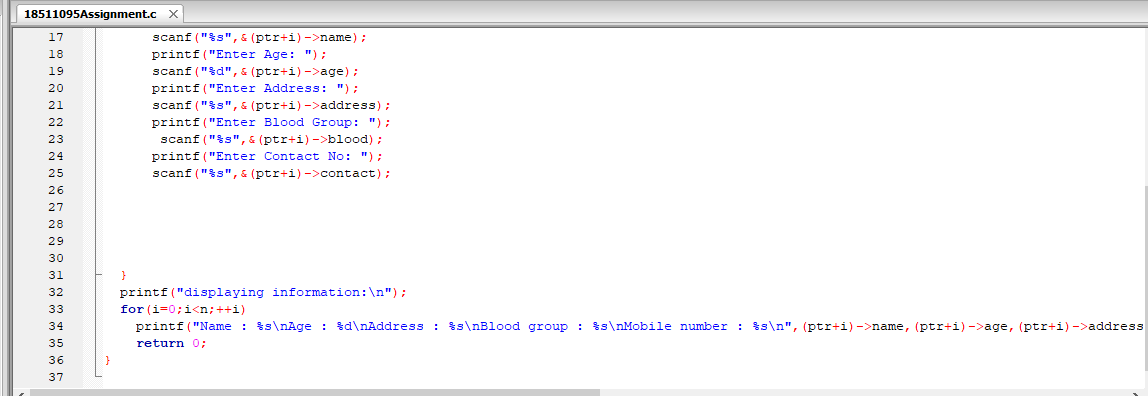 18511095Assignment.c
17 scanf("%s",&(ptr+i)->name);
18 printf("Enter Age: ");
19 scanf("%d",&(ptr+i)->age);
20 printf("Enter Address: ");
21 scanf("%s",&(ptr+i)->address);
22 printf("Enter Blood Group: ");
23 scanf("%s",&(ptr+i)->blood);
24 printf("Enter Contact No: ");
25 scanf("%s",&(ptr+i)->contact);
26
27
28
29
30
31 }
32 printf("displaying information:\n");
33 for(i=0;i<n;++i)
34 printf("Name : %s\nAge : %d\nAddress : %s\nBlood group : %s\nMobile number : %s\n",(ptr+i)->name,(ptr+i)->age,(ptr+i)->address
35 return 0;
36 }
37